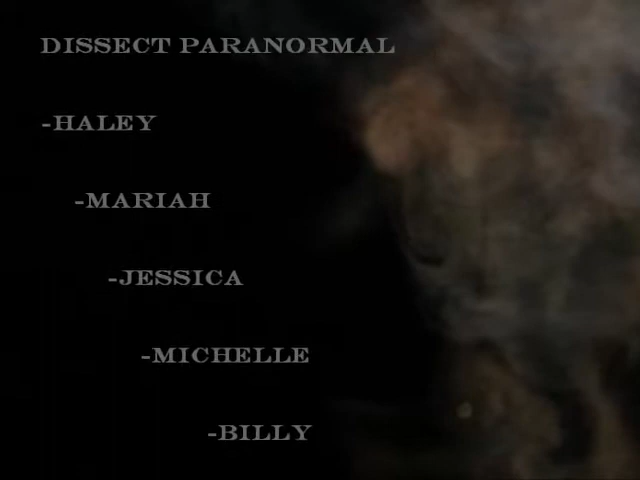 DISSECT PARANORMAL
-HALEY
-MARIAH
-JESSICA
-MICHELLE
-BILLY